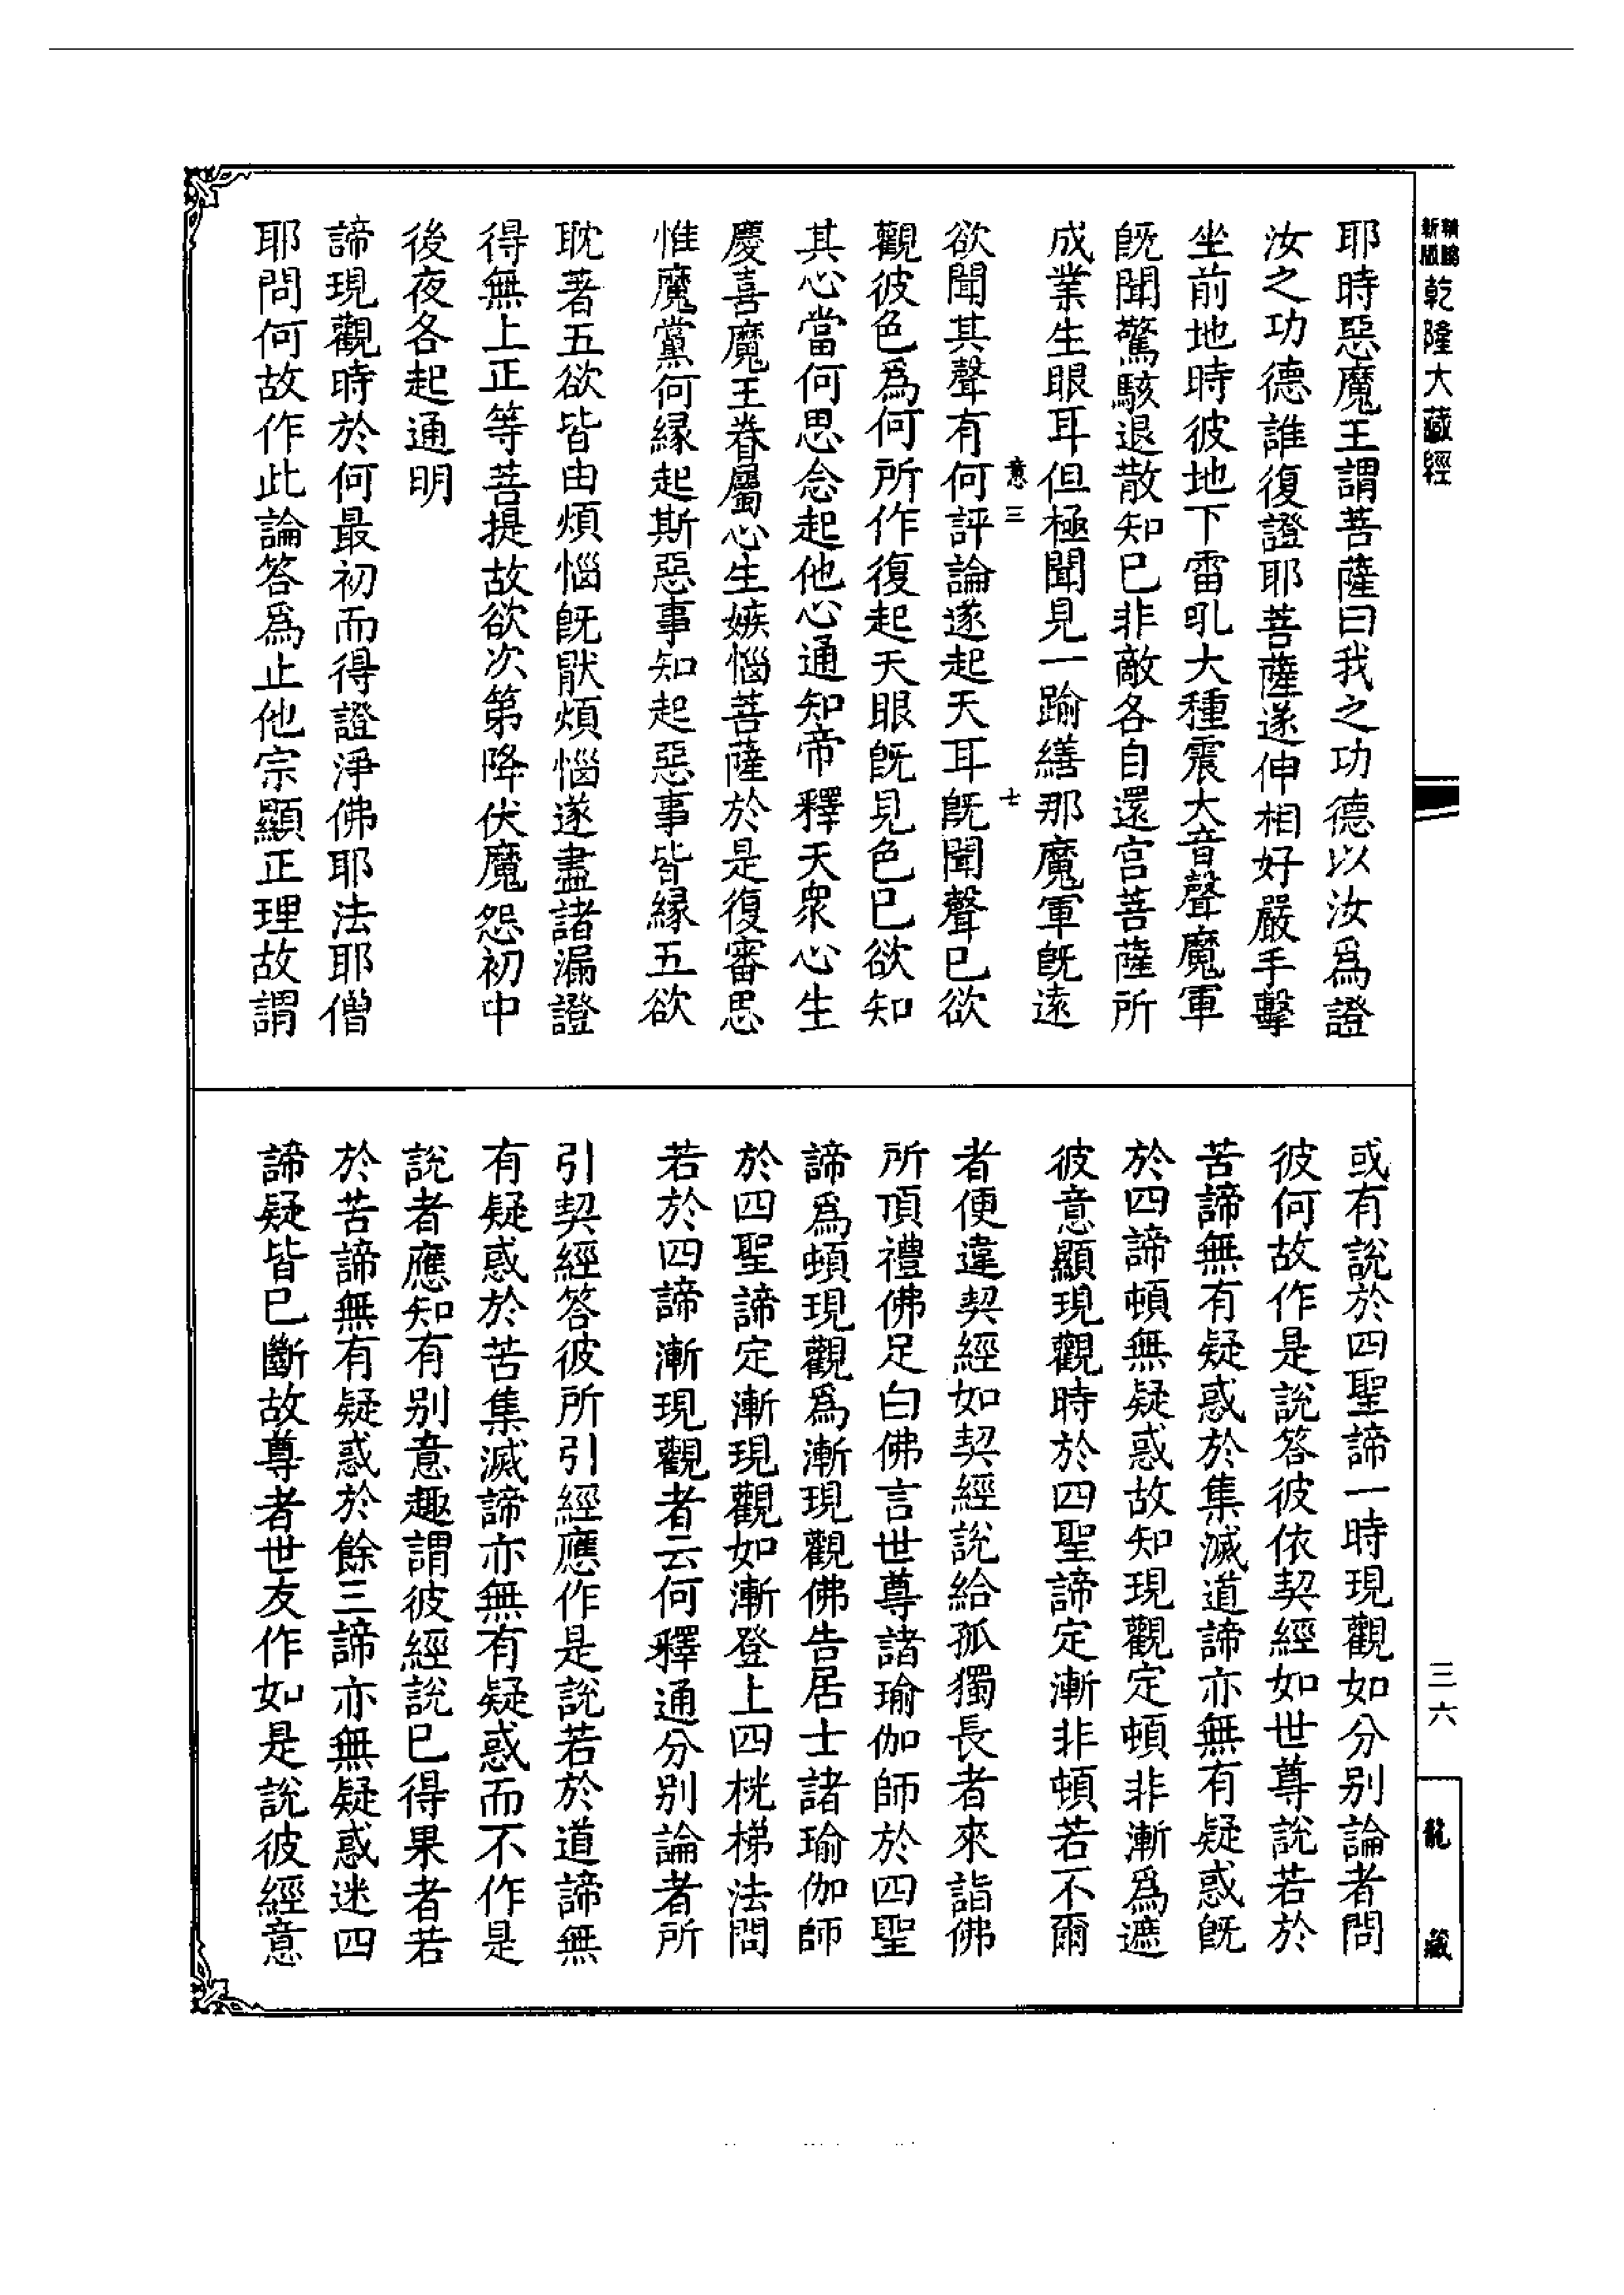 乾隆大藏經
耶時惡魔王謂菩薩曰我之功德以汝爲證
汝之功德誰復證耶菩薩遂伸相好嚴手擊
坐前地時彼地下雷吼大種震大音聲魔軍
旣聞驚駭退散知已非敵各自還宫菩薩所
成業生眼耳但極聞見一踰繕那魔軍旣遠
意三 七
欲聞其聲有何評論遂起天耳旣聞聲已欲
觀彼色爲何所作復起天眼旣見色已欲知
其心當何思念起他心通知帝釋天衆心生
慶喜魔王眷屬心生嫉惱菩薩於是復審思
惟魔黨何緣起斯惡事知起惡事皆緣五欲
耽著五欲皆由煩惱旣猒煩惱遂盡諸漏證
得無上正等菩提故欲次第降伏魔怨初中
後夜各起通明
諦現觀時於何最初而得證淨佛耶法耶僧
耶問何故作此論答爲止他宗顯正理故謂
或有說於四聖諦一時現觀如分别論者問
彼何故作是說答彼依契經如世尊說若於
苦諦無有疑惑於集滅道諦亦無有疑惑旣
於四諦頓無疑惑故知現觀定頓非漸爲遮
彼意顯現觀時於四聖諦定漸非頓若不爾
者便違契經如契經說給孤獨長者來詣佛
所頂禮佛足白佛言世尊諸瑜伽師於四聖
諦爲頓現觀爲漸現觀佛告居士諸瑜伽師
於四聖諦定漸現觀如漸登上四桄梯法問
若於四諦漸現觀者云何釋通分别論者所
引契經答彼所引經應作是說若於道諦無
有疑惑於苦集滅諦亦無有疑惑而不作是
說者應知有别意趣謂彼經說已得果者若
於苦諦無有疑惑於餘三諦亦無疑惑迷四
諦疑皆已斷故尊者世友作如是說彼經意
三六
龍藏